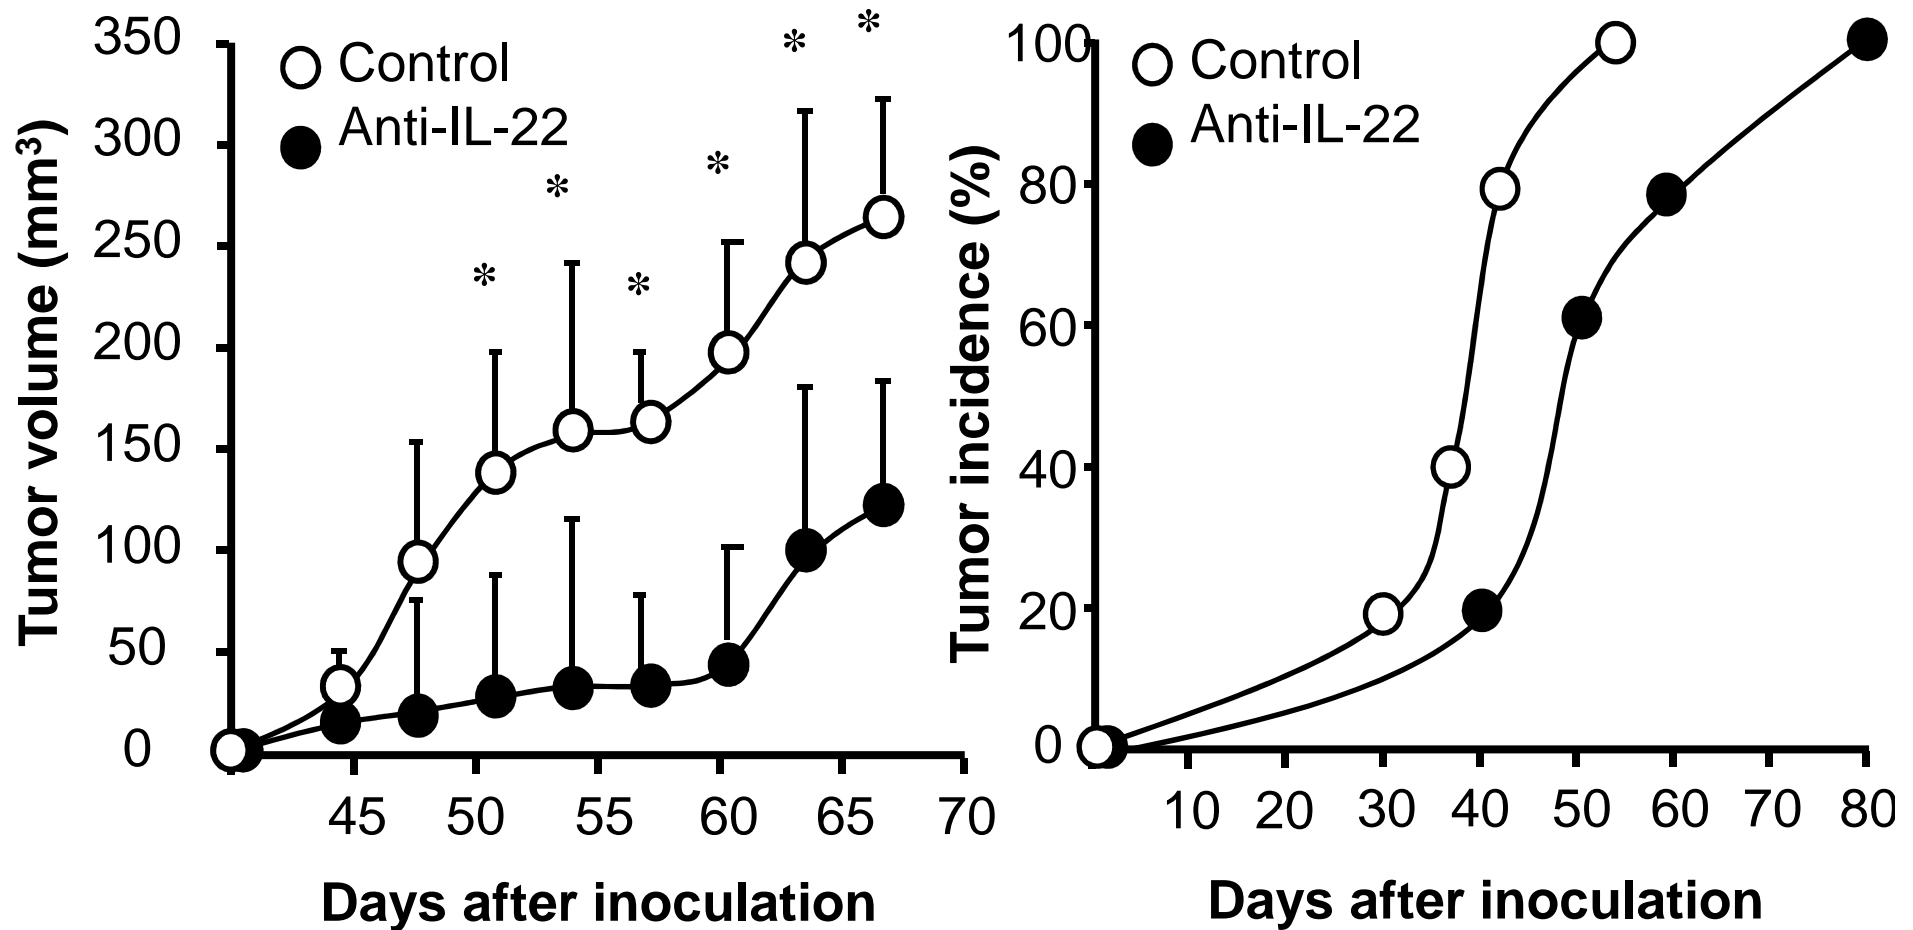 350
300
250
200
150
100
50
0
Tumor volume (mm³)
Control
Anti-IL-22
* * * * * *
45 50 55 60 65 70
Days after inoculation
100
80
60
40
20
0
Tumor incidence (%)
Control
Anti-IL-22
10 20 30 40 50 60 70 80
Days after inoculation